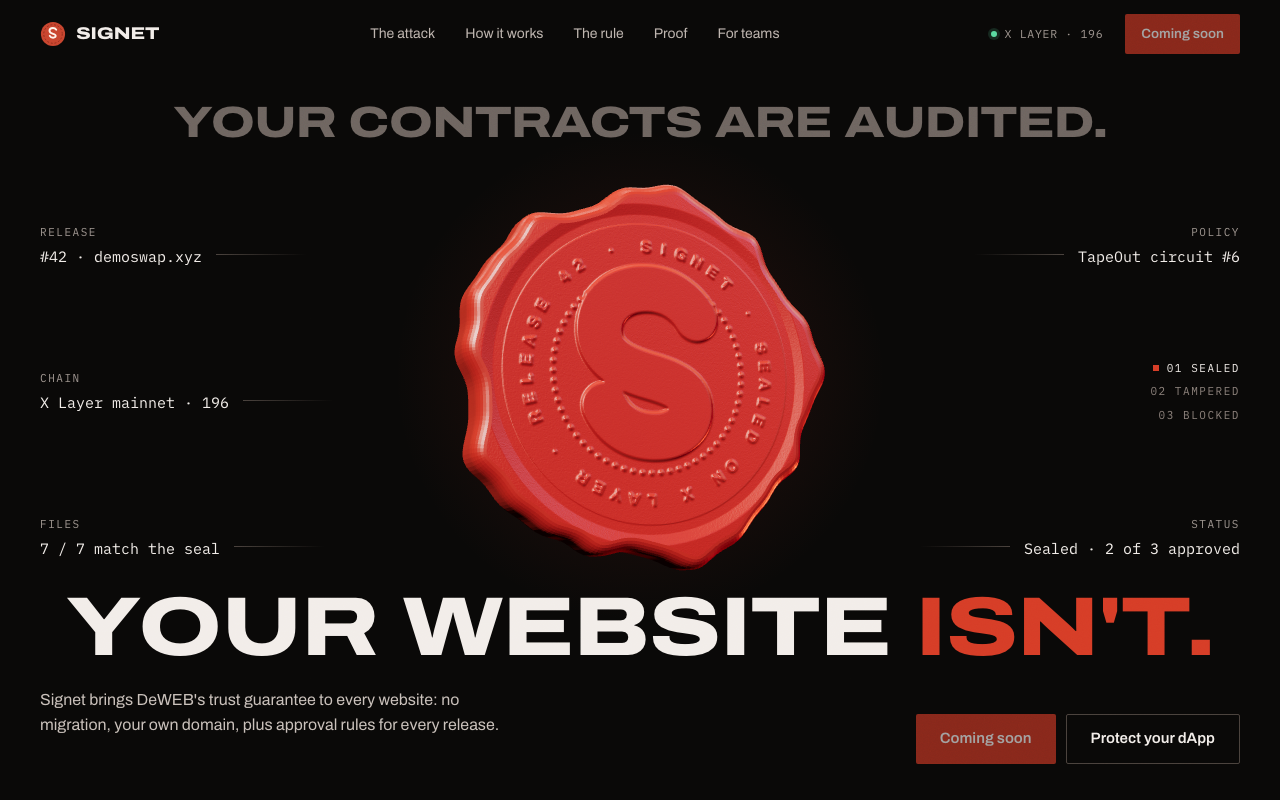 S SIGNET
The attack How it works The rule Proof For teams
X LAYER · 196
Coming soon
YOUR CONTRACTS ARE AUDITED.
RELEASE
#42 · demoswap.xyz
CHAIN
X Layer mainnet · 196
FILES
7 / 7 match the seal
· SIGNET · SEALED ON X LAYER · RELEASE 42
S
POLICY
TapeOut circuit #6
01 SEALED
02 TAMPERED
03 BLOCKED
STATUS
Sealed · 2 of 3 approved
YOUR WEBSITE ISN'T.
Signet brings DeWEB's trust guarantee to every website: no
migration, your own domain, plus approval rules for every release.
Coming soon
Protect your dApp